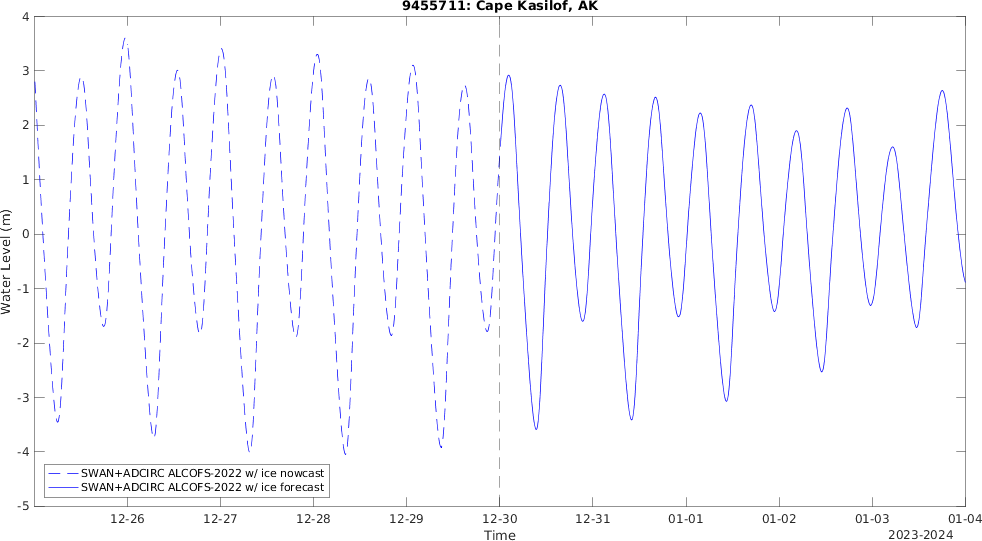 9455711: Cape Kasilof, AK
4
3
2
1
0
-1
-2
-3
-4
-5
Water Level (m)
SWAN+ADCIRC ALCOFS-2022 w/ ice nowcast
SWAN+ADCIRC ALCOFS-2022 w/ ice forecast
12-26 12-27 12-28 12-29 12-30 12-31 01-01 01-02 01-03 01-04
Time
2023-2024